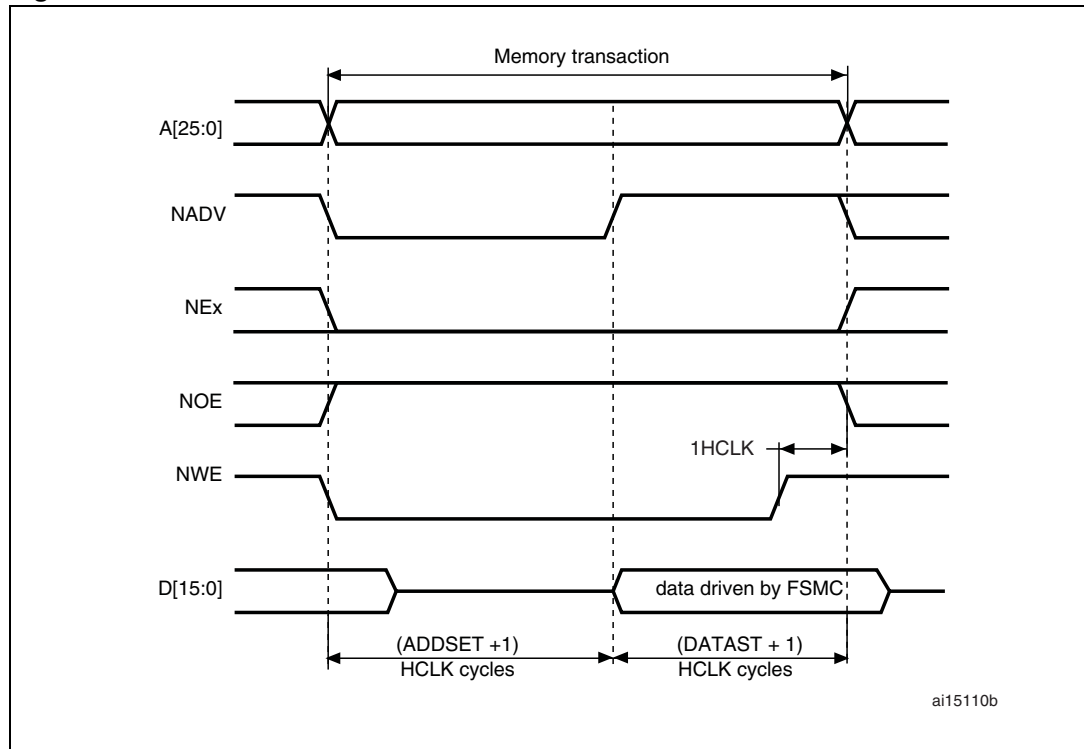 Memory transaction
A[25:0]
NADV
NEx
NOE
1HCLK
NWE
D[15:0]
data driven by FSMC
(ADDSET +1)
HCLK cycles
(DATAST + 1)
HCLK cycles
ai15110b